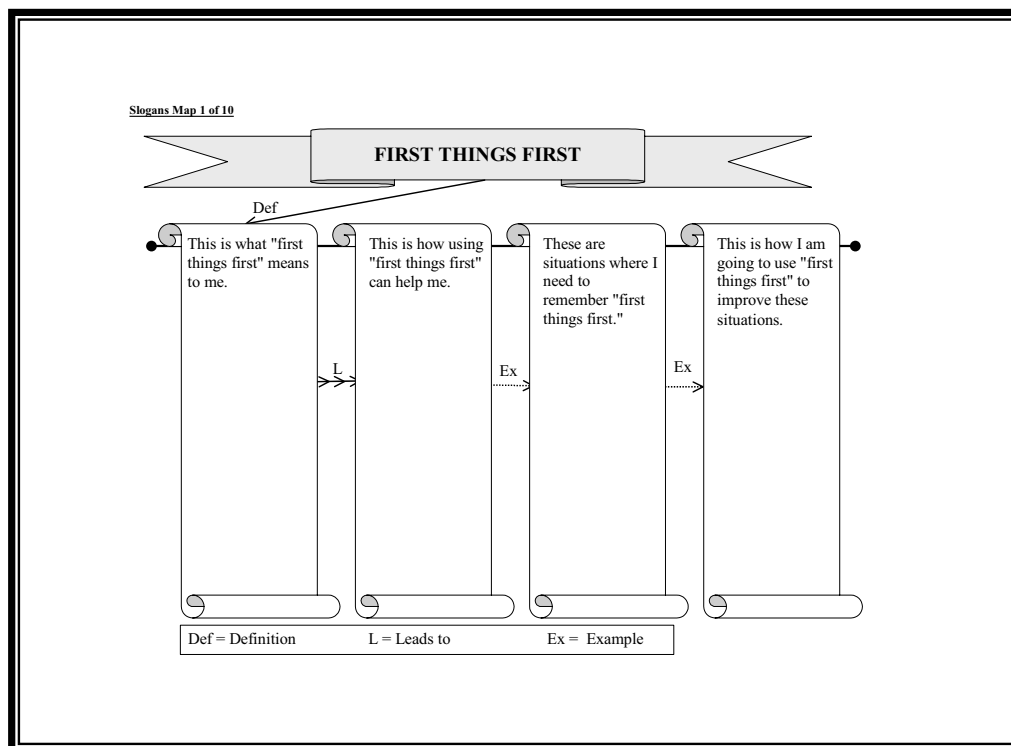 Slogans Map 1 of 10
FIRST THINGS FIRST
Def
This is what "first
things first" means
to me.
This is how using
"first things first"
can help me.
These are
situations where I
need to
remember "first
things first."
This is how I am
going to use "first
things first" to
improve these
situations.
L
Ex
Ex
Def = Definition
L = Leads to
Ex = Example